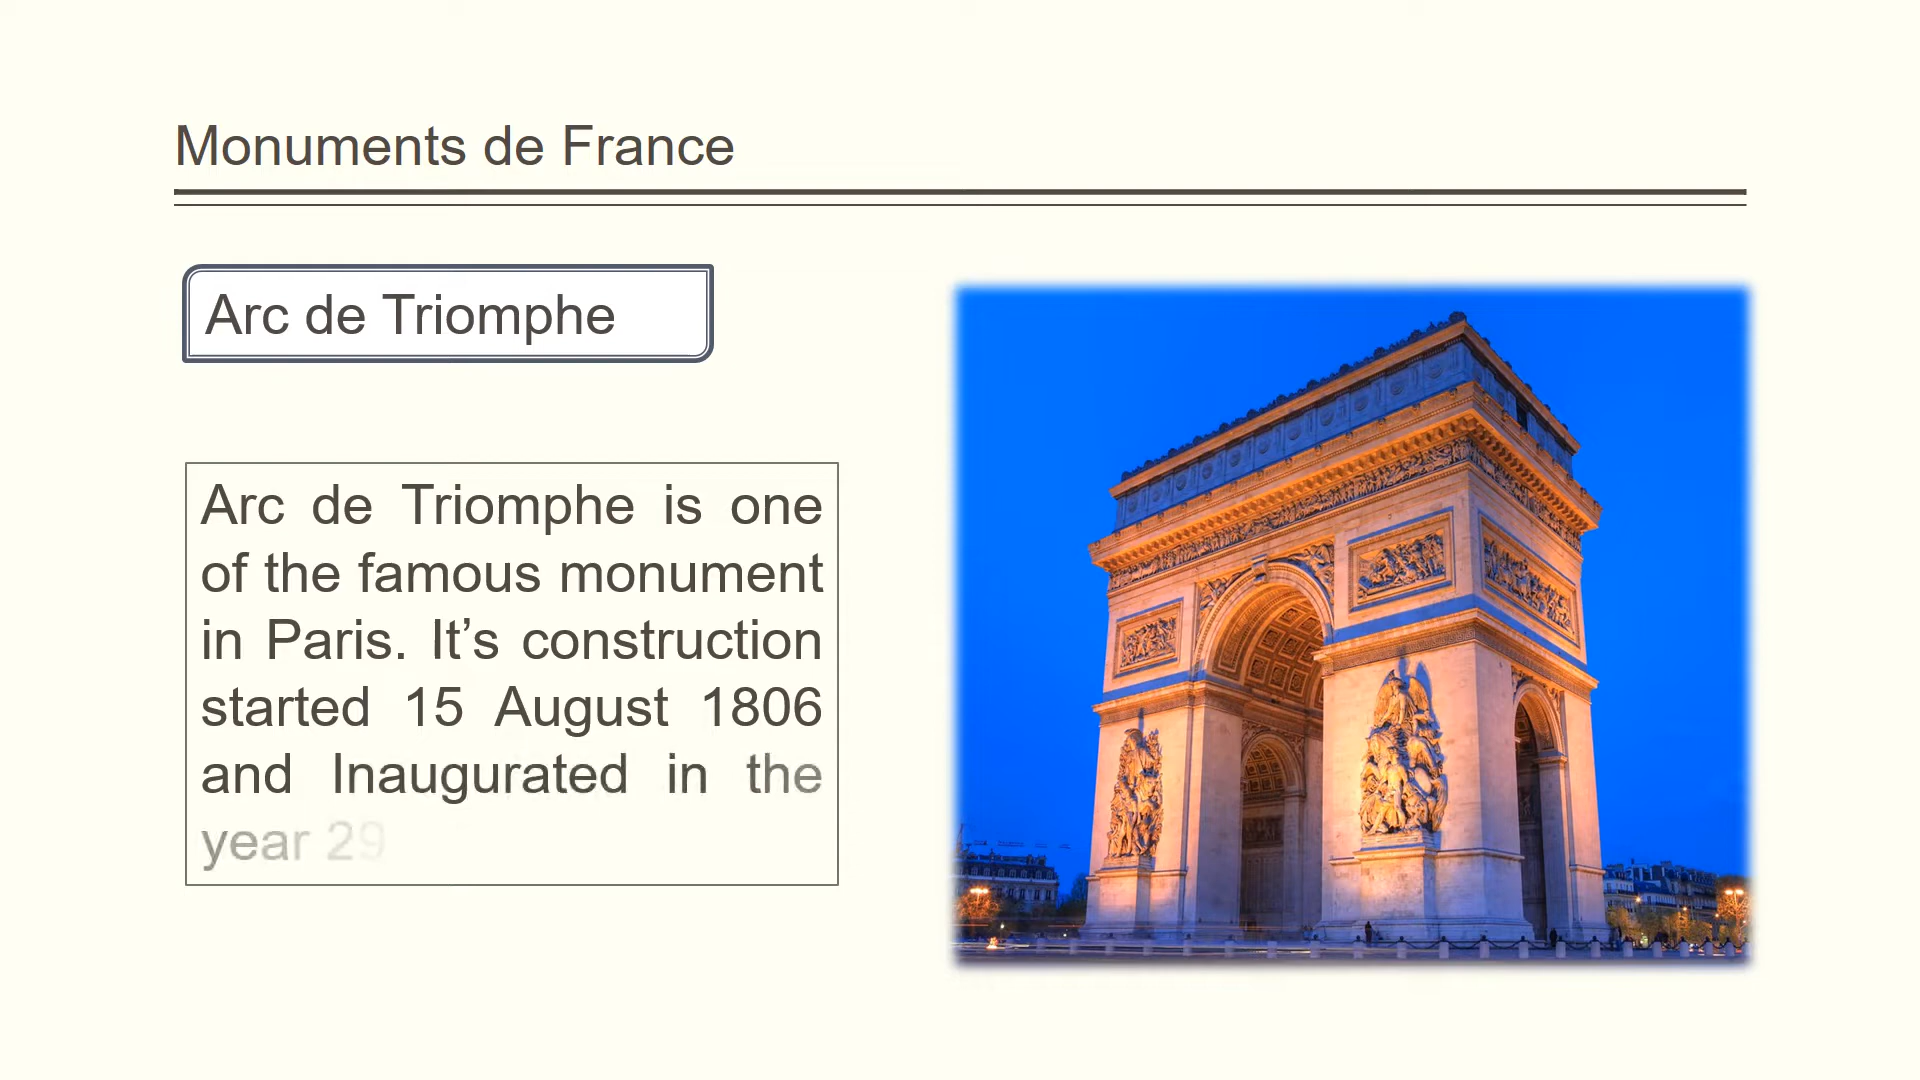 Monuments de France
Arc de Triomphe
Arc de Triomphe is one
of the famous monument
in Paris. It’s construction
started 15 August 1806
and Inaugurated in the
year 29